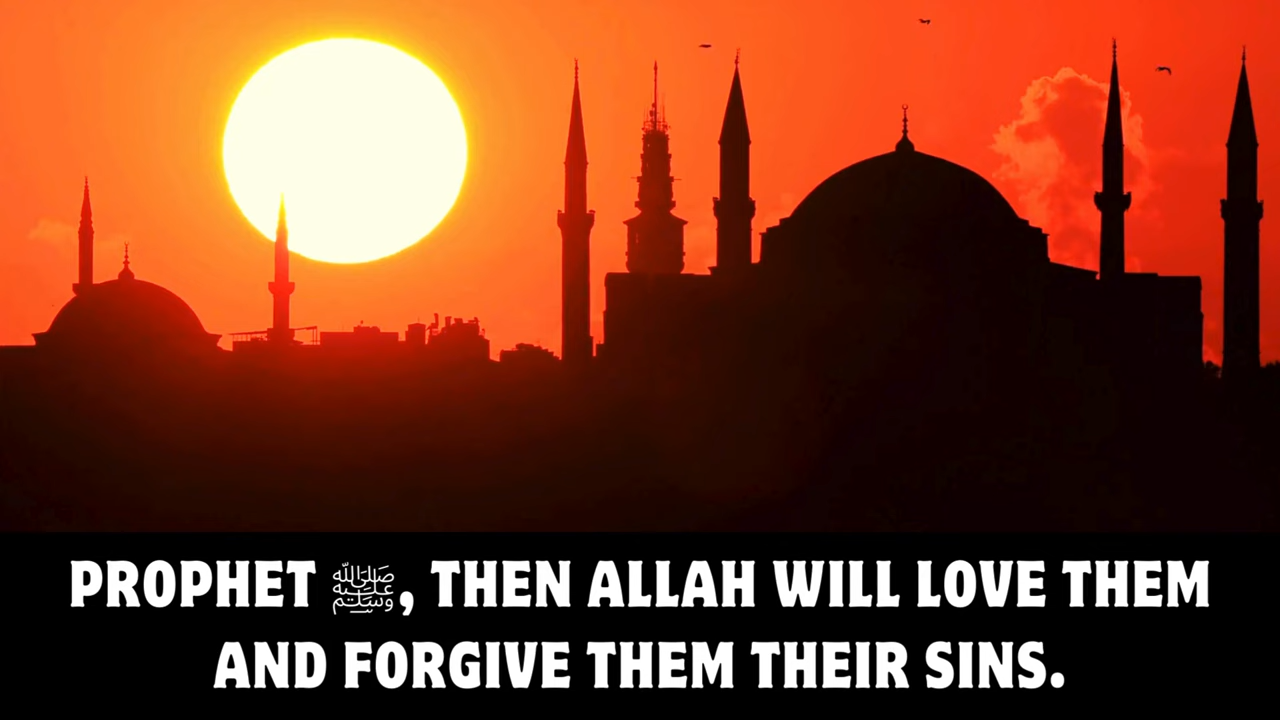 PROPHET ﷺ, THEN ALLAH WILL LOVE THEM
AND FORGIVE THEM THEIR SINS.